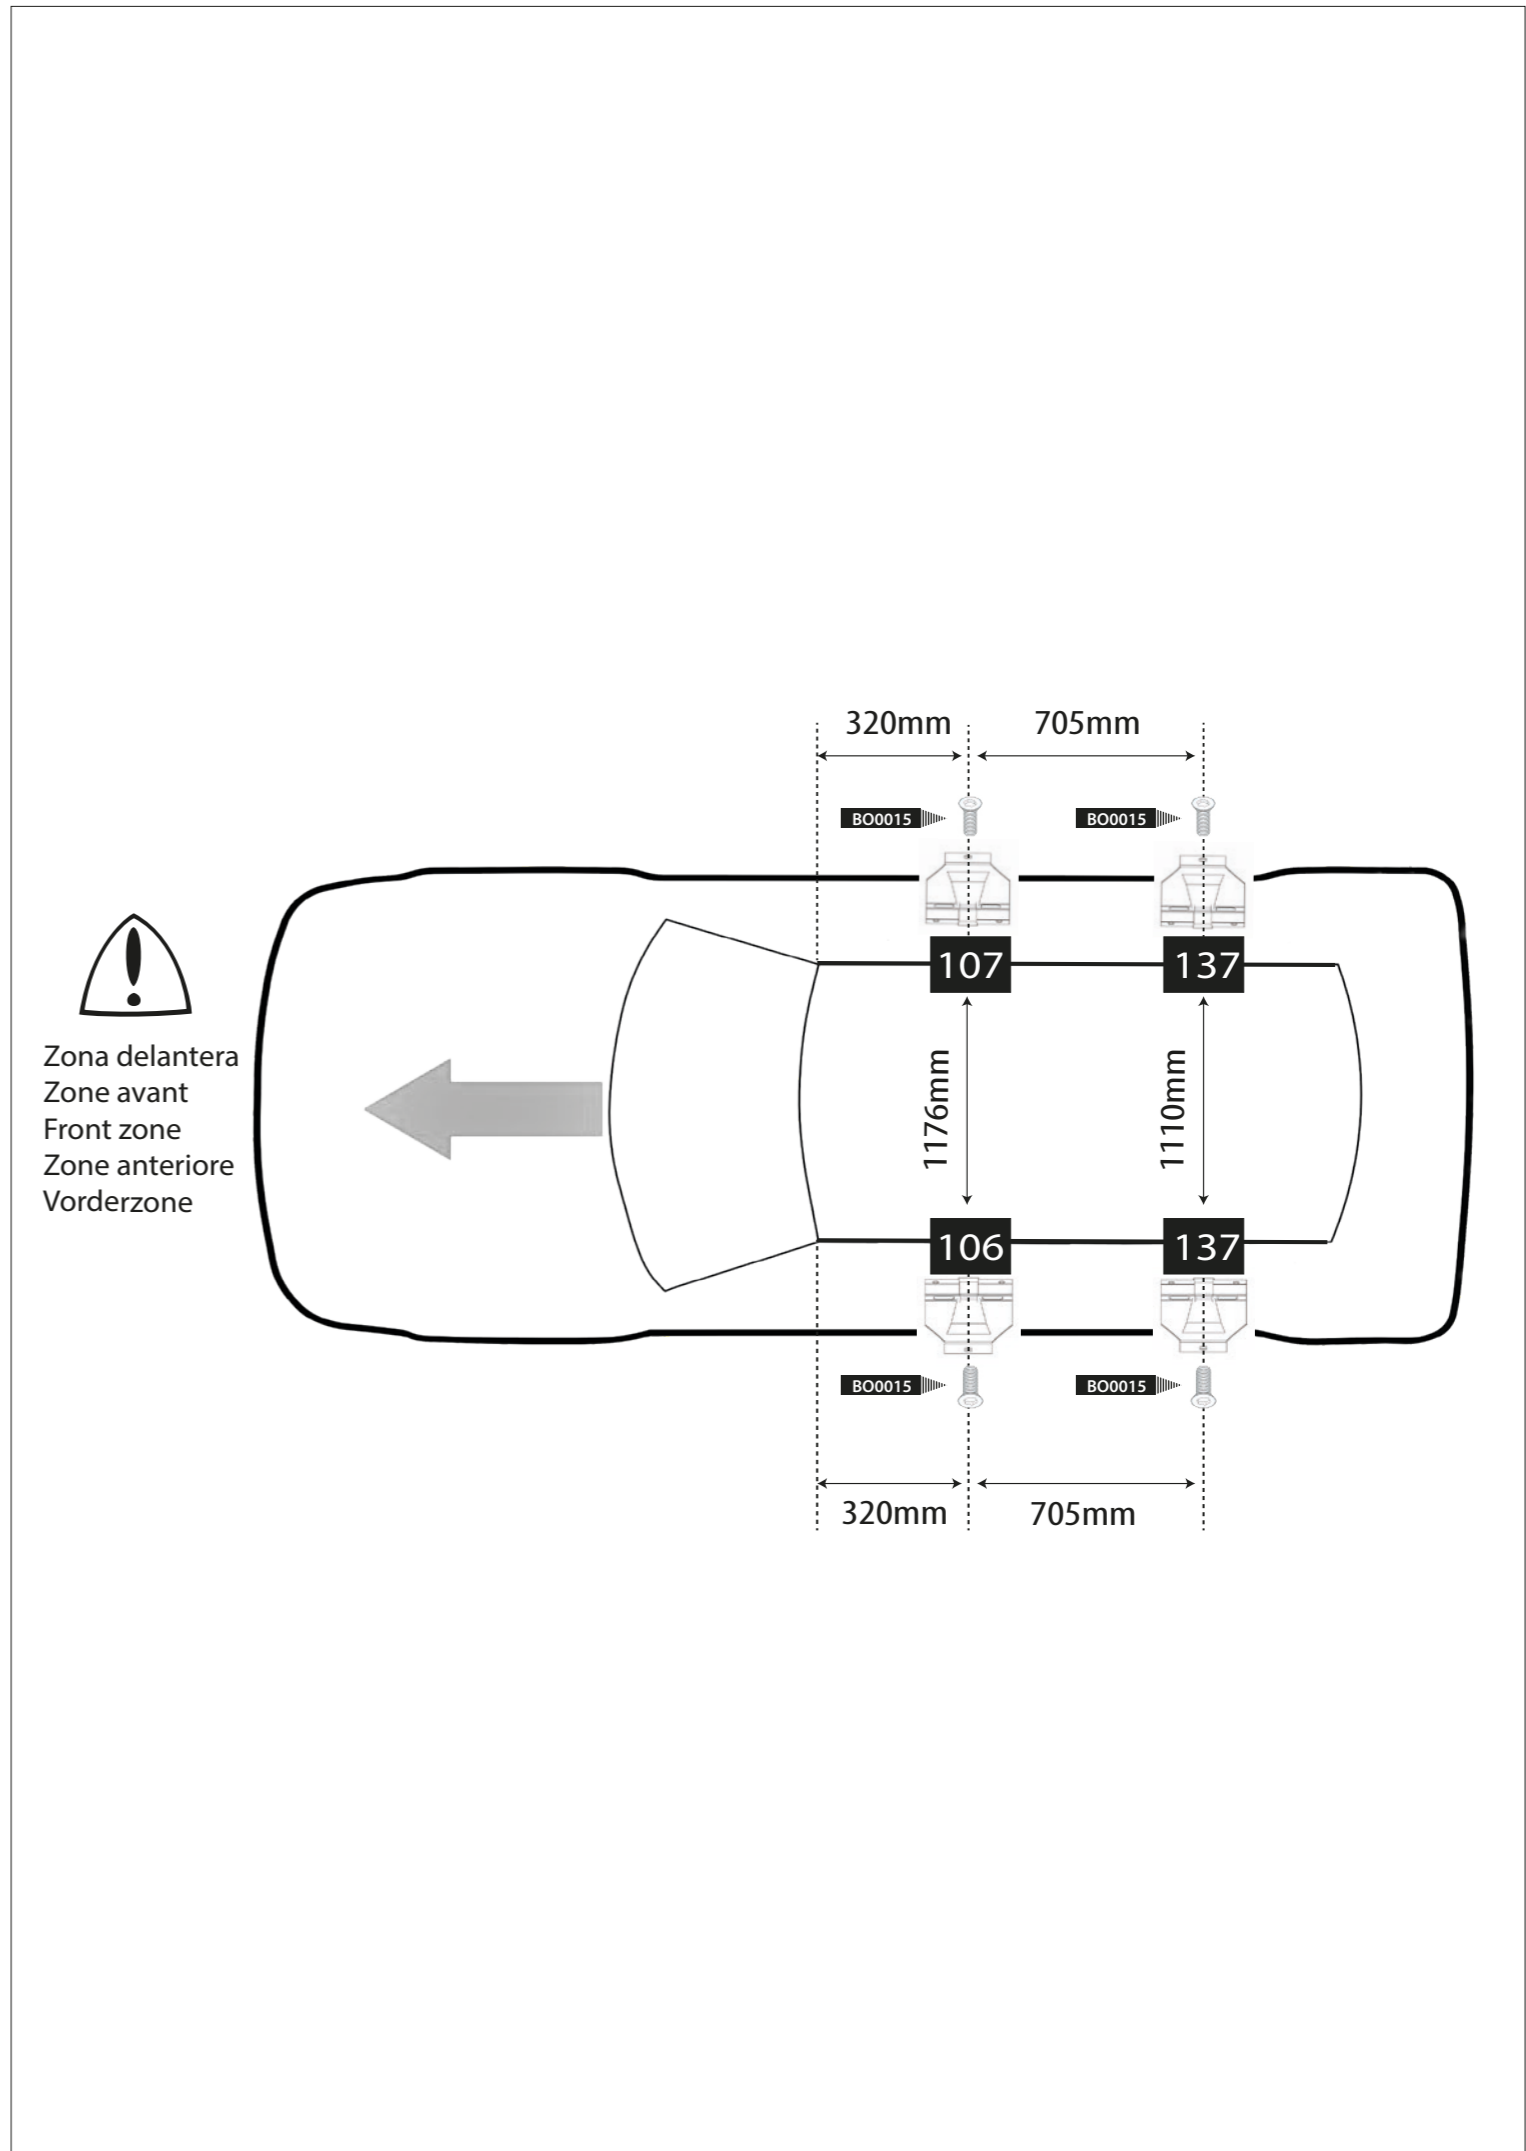 320mm 705mm
BO0015 BO0015
107 137
Zona delantera
Zone avant
Front zone
Zone anteriore
Vorderzone
1176mm 1110mm
106 137
BO0015 BO0015
320mm 705mm